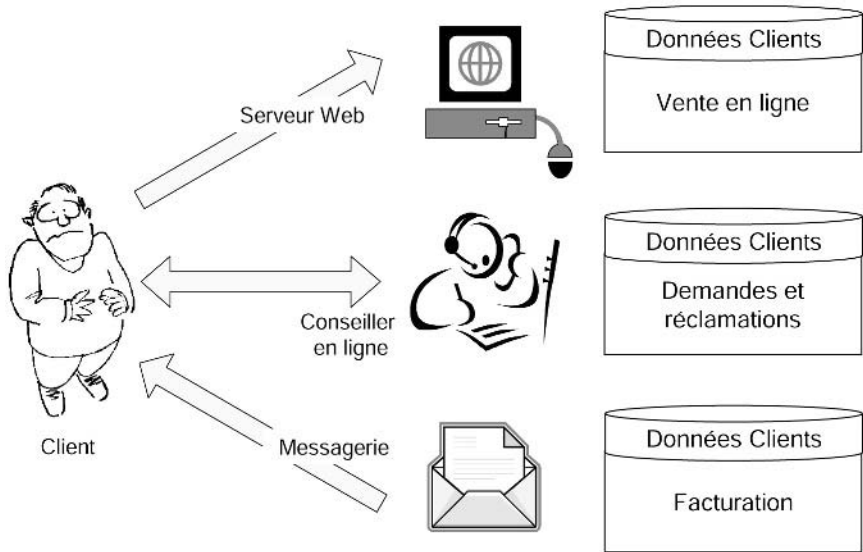 Données Clients
Vente en ligne
Serveur Web
Données Clients
Demandes et
réclamations
Conseiller
en ligne
Client
Messagerie
Données Clients
Facturation